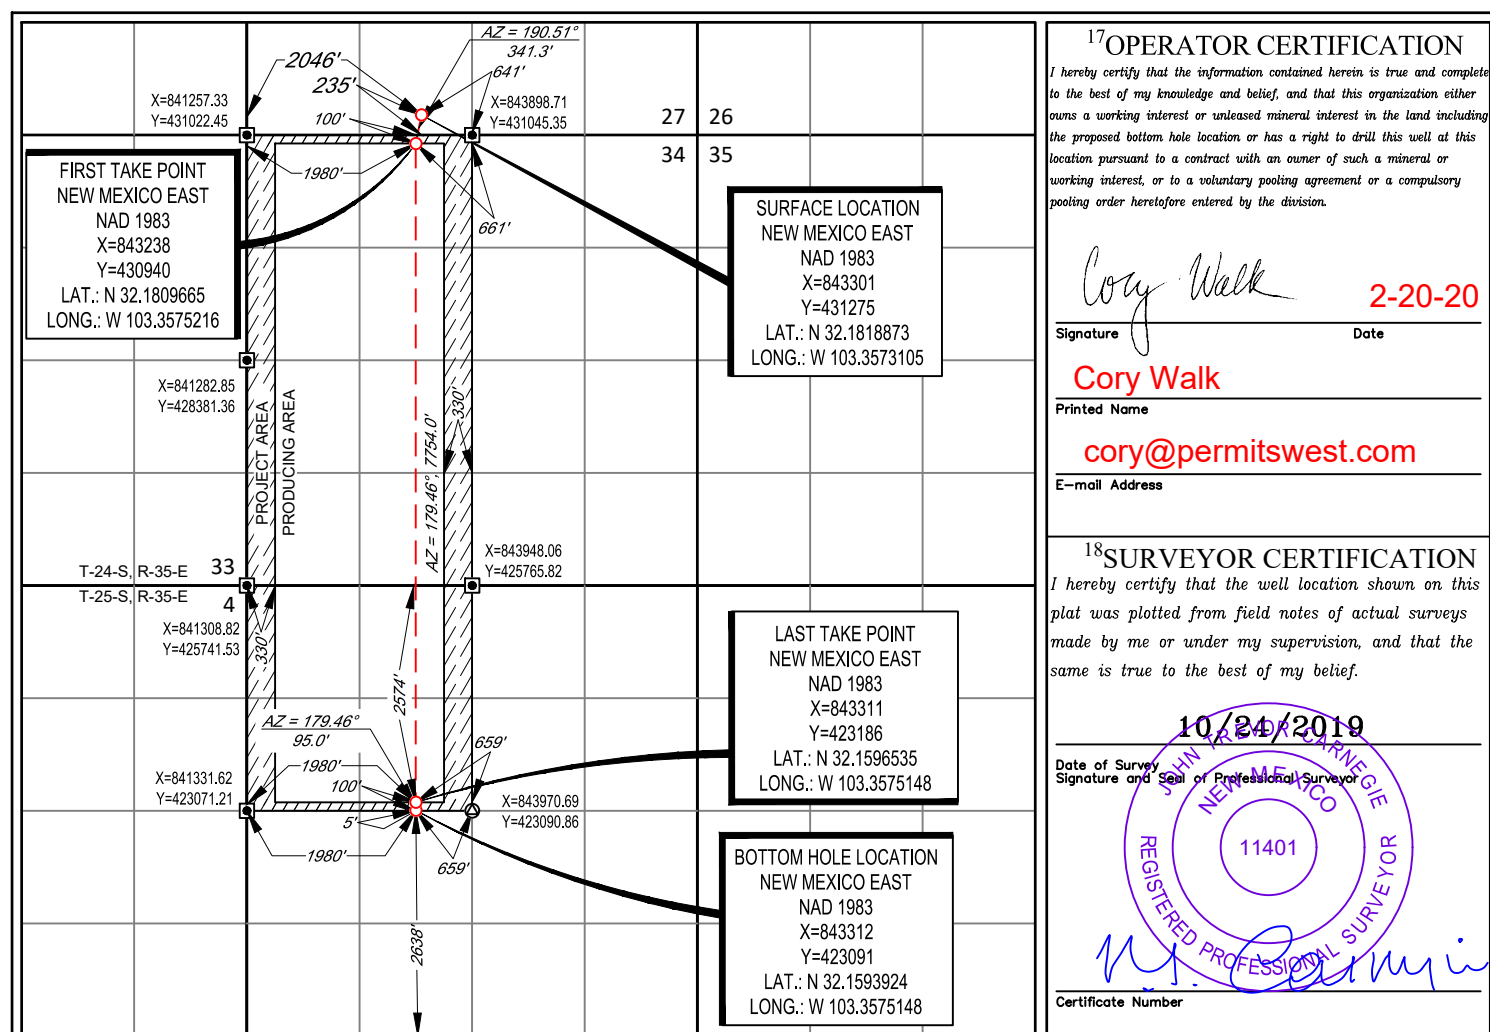 AZ = 190.51°
341.3'
2046'
641'
235'
X=841257.33
Y=431022.45
X=843898.71
Y=431045.35
100'
27 26
34 35
1980'
661'
FIRST TAKE POINT
NEW MEXICO EAST
NAD 1983
X=843238
Y=430940
LAT.: N 32.1809665
LONG.: W 103.3575216
SURFACE LOCATION
NEW MEXICO EAST
NAD 1983
X=843301
Y=431275
LAT.: N 32.1818873
LONG.: W 103.3573105
X=841282.85
Y=428381.36
PROJECT AREA
PRODUCING AREA
330'
AZ = 179.46°, 7754.0'
X=843948.06
Y=425765.82
T-24-S, R-35-E 33
T-25-S, R-35-E
4
X=841308.82
Y=425741.53
330'
2574'
LAST TAKE POINT
NEW MEXICO EAST
NAD 1983
X=843311
Y=423186
LAT.: N 32.1596535
LONG.: W 103.3575148
AZ = 179.46°
95.0'
659'
1980'
100'
X=841331.62
Y=423071.21
X=843970.69
Y=423090.86
5'
1980'
659'
2638'
BOTTOM HOLE LOCATION
NEW MEXICO EAST
NAD 1983
X=843312
Y=423091
LAT.: N 32.1593924
LONG.: W 103.3575148
17 OPERATOR CERTIFICATION
I hereby certify that the information contained herein is true and complete
to the best of my knowledge and belief, and that this organization either
owns a working interest or unleased mineral interest in the land including
the proposed bottom hole location or has a right to drill this well at this
location pursuant to a contract with an owner of such a mineral or
working interest, or to a voluntary pooling agreement or a compulsory
pooling order heretofore entered by the division.
Cory Walk
2-20-20
Signature Date
Cory Walk
Printed Name
cory@permitswest.com
E-mail Address
18 SURVEYOR CERTIFICATION
I hereby certify that the well location shown on this
plat was plotted from field notes of actual surveys
made by me or under my supervision, and that the
same is true to the best of my belief.
10/24/2019
Date of Survey
Signature and Seal of Professional Surveyor
JOHN TREVOR CARNEGIE
NEW MEXICO
11401
REGISTERED PROFESSIONAL SURVEYOR
Certificate Number